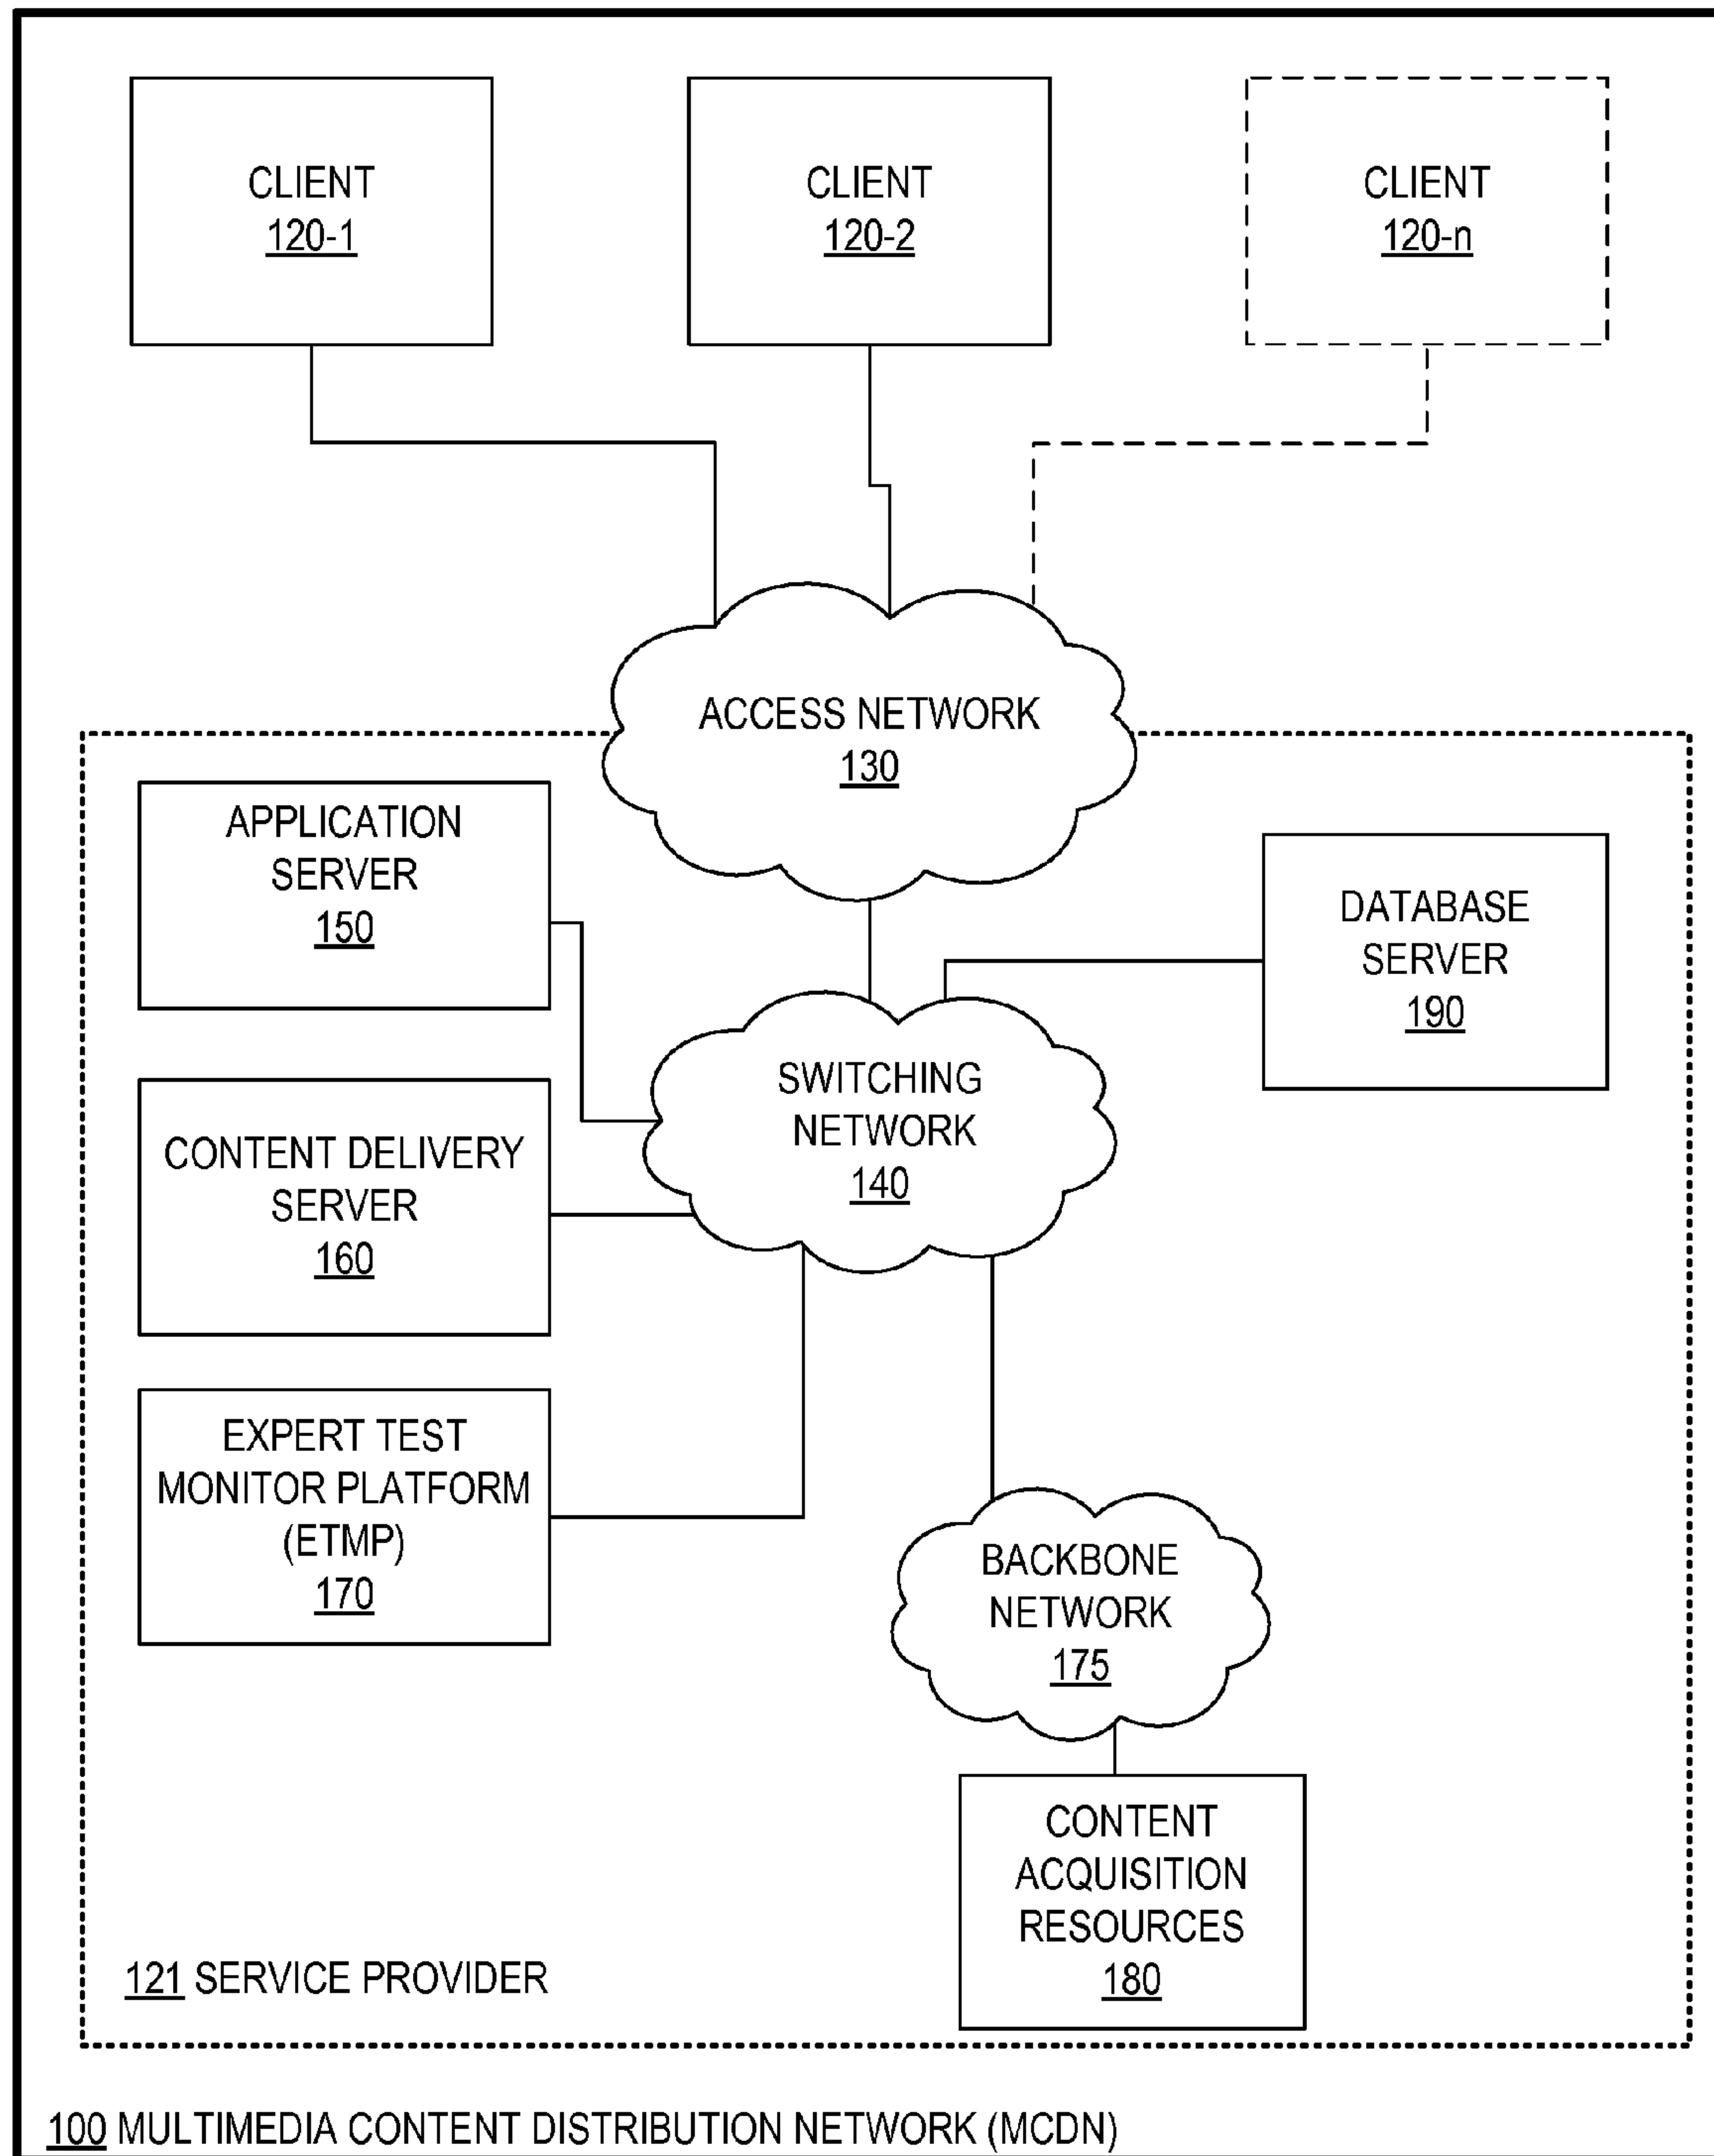 CLIENT
120-1
CLIENT
120-2
CLIENT
120-n
ACCESS NETWORK
130
APPLICATION
SERVER
150
DATABASE
SERVER
190
SWITCHING
NETWORK
140
CONTENT DELIVERY
SERVER
160
EXPERT TEST
MONITOR PLATFORM
(ETMP)
170
BACKBONE
NETWORK
175
CONTENT
ACQUISITION
RESOURCES
180
121 SERVICE PROVIDER
100 MULTIMEDIA CONTENT DISTRIBUTION NETWORK (MCDN)